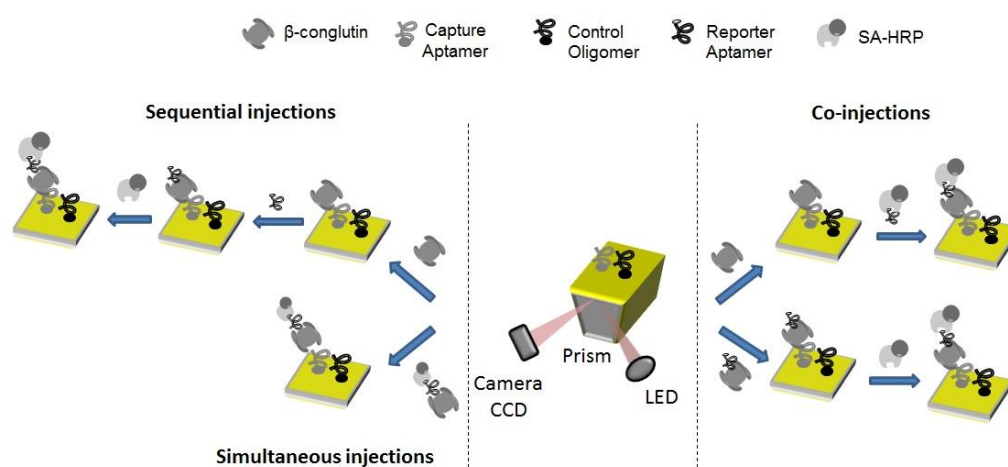 β-conglutin
Capture
Aptamer
Control
Oligomer
Reporter
Aptamer
SA-HRP
Sequential injections
Co-injections
Prism
Camera
CCD
LED
Simultaneous injections